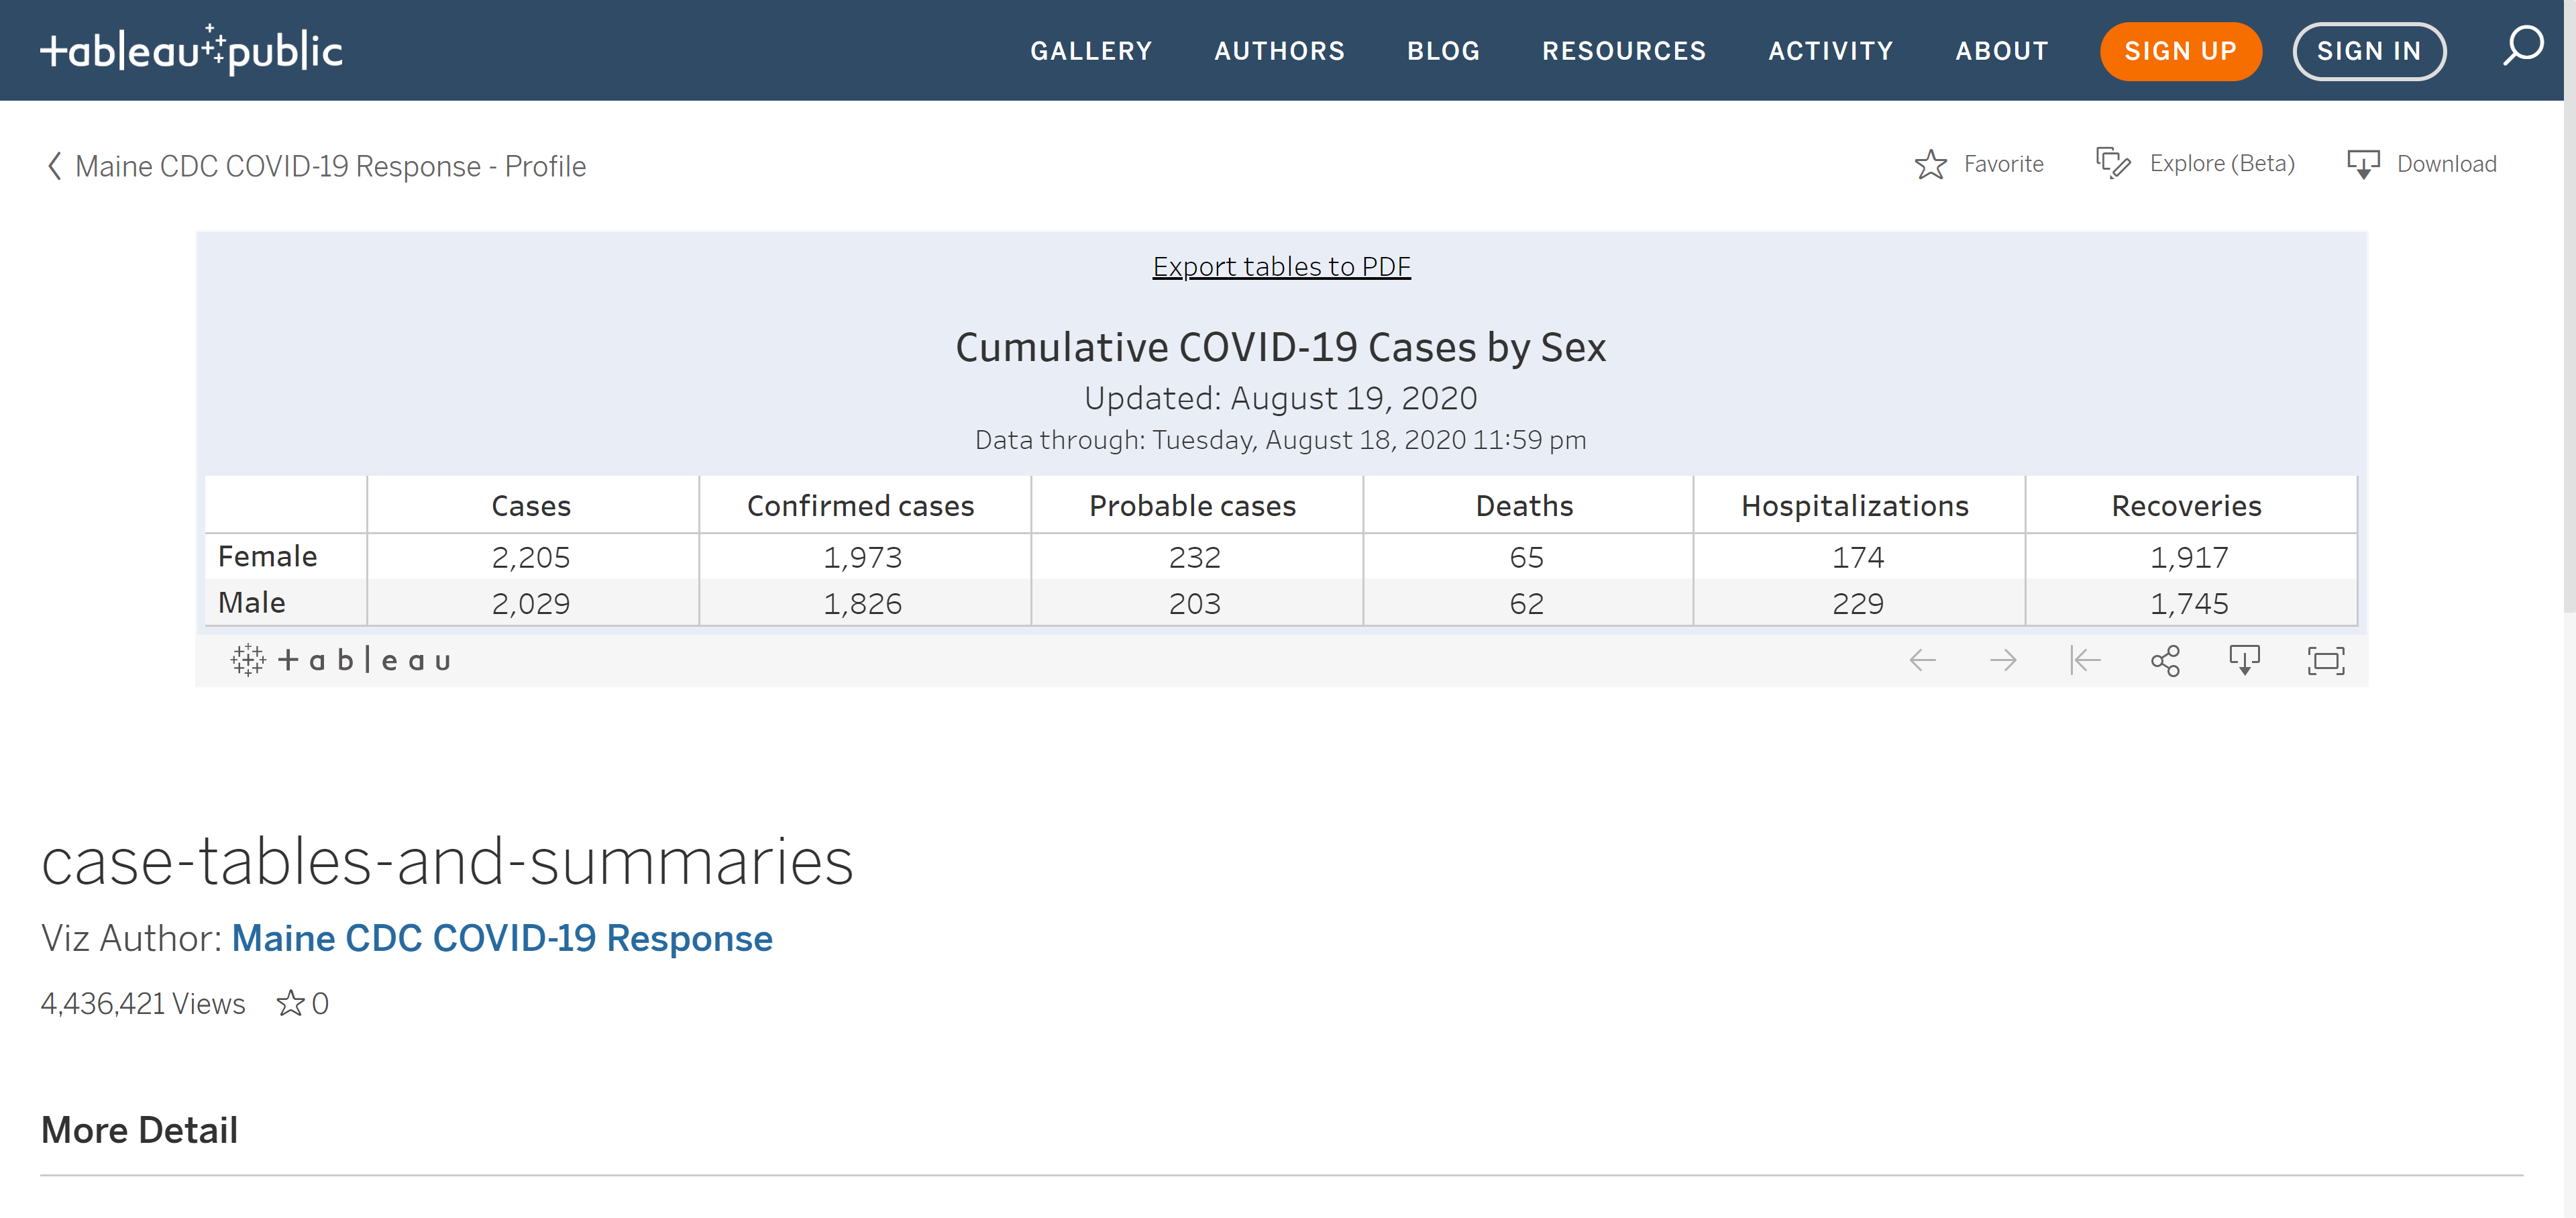 tableau public GALLERY AUTHORS BLOG RESOURCES ACTIVITY ABOUT SIGN UP SIGN IN
Maine CDC COVID-19 Response - Profile Favorite Explore (Beta) Download
Export tables to PDF
Cumulative COVID-19 Cases by Sex
Updated: August 19, 2020
Data through: Tuesday, August 18, 2020 11:59 pm
Cases Confirmed cases Probable cases Deaths Hospitalizations Recoveries
Female 2,205 1,973 232 65 174 1,917
Male 2,029 1,826 203 62 229 1,745
+ a b l e a u
case-tables-and-summaries
Viz Author: Maine CDC COVID-19 Response
4,436,421 Views 0
More Detail